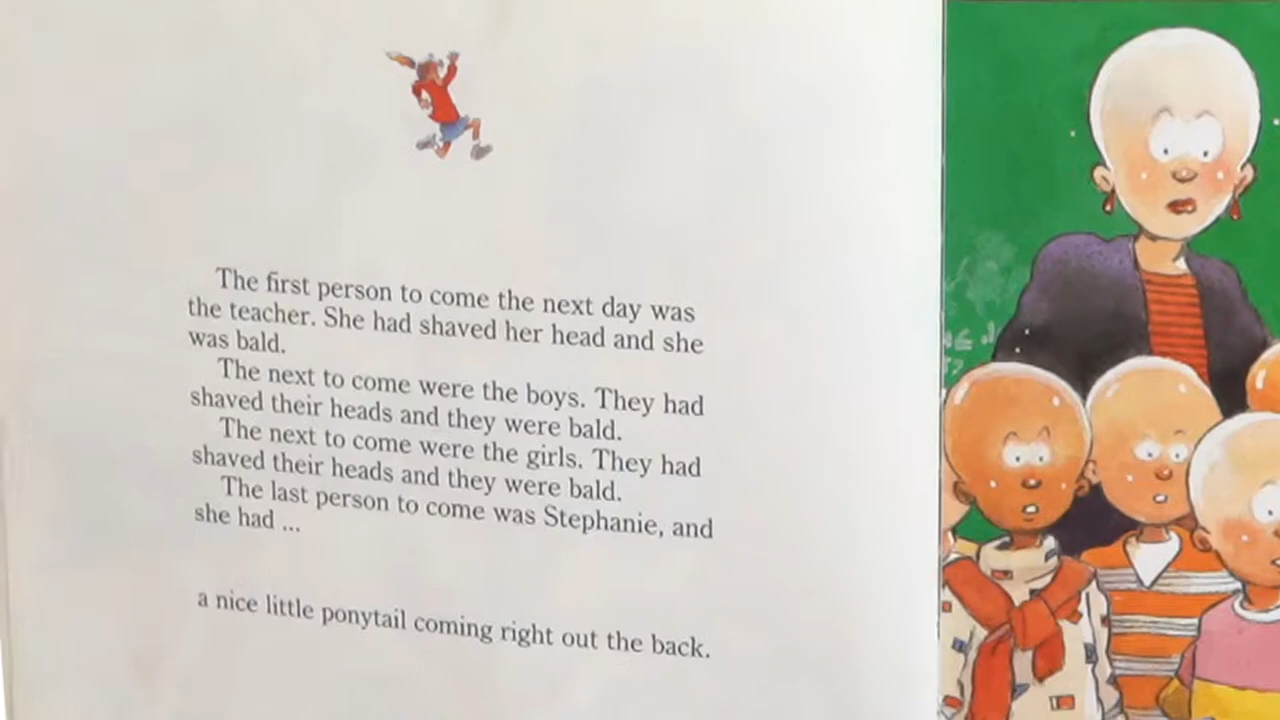 The first person to come the next day was
the teacher. She had shaved her head and she
was bald.
The next to come were the boys. They had
shaved their heads and they were bald.
The next to come were the girls. They had
shaved their heads and they were bald.
The last person to come was Stephanie, and
she had ...
a nice little ponytail coming right out the back.